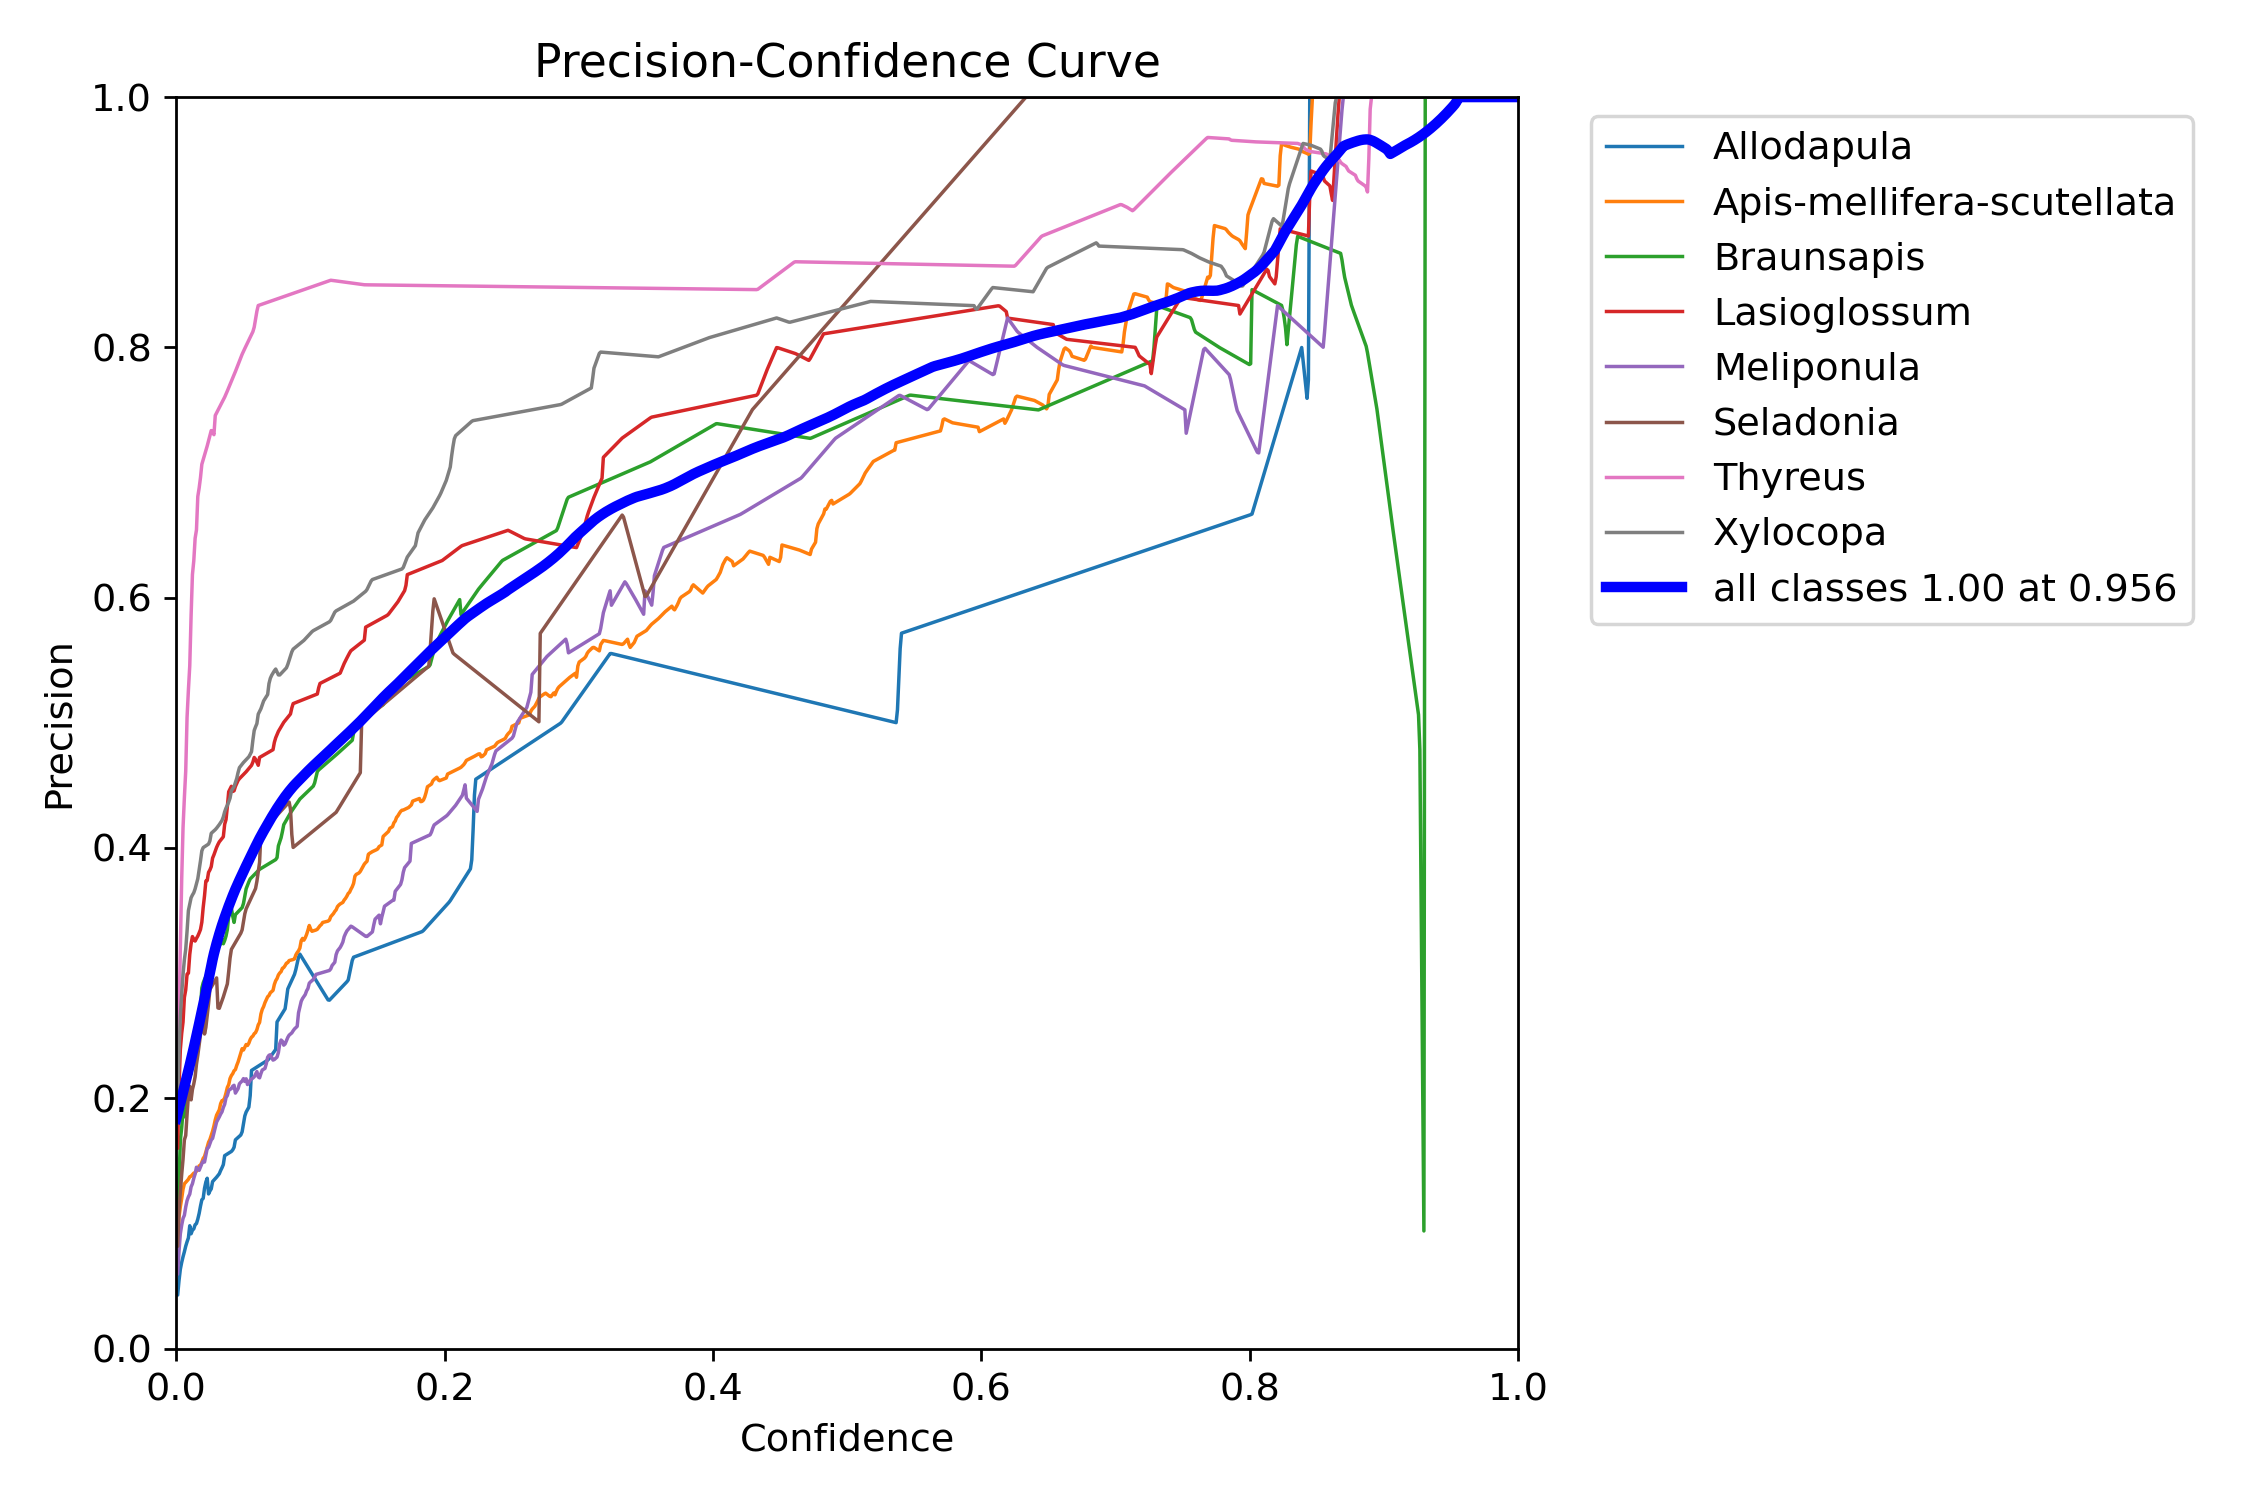 Precision-Confidence Curve
1.0
0.8
0.6
0.4
0.2
0.0
Precision
0.0 0.2 0.4 0.6 0.8 1.0
Confidence
Allodapula
Apis-mellifera-scutellata
Braunsapis
Lasioglossum
Meliponula
Seladonia
Thyreus
Xylocopa
all classes 1.00 at 0.956